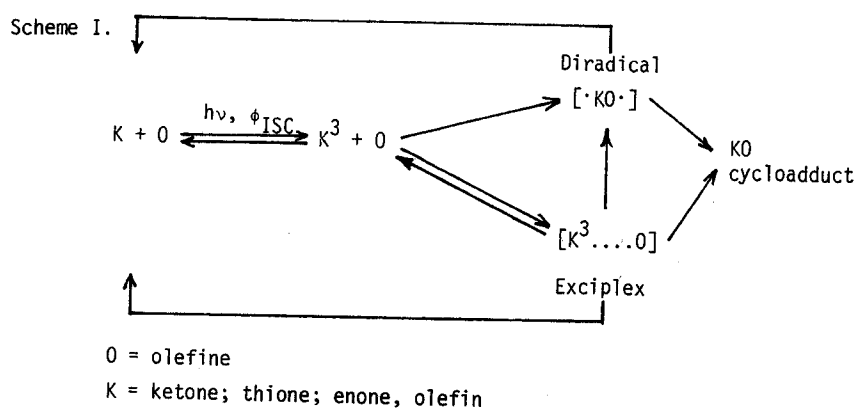 Scheme I.
Diradical
[·KO·]
hν, ϕISC
K + O
K³ + O
KO
cycloadduct
[K³....O]
Exciplex
O = olefine
K = ketone; thione; enone, olefin